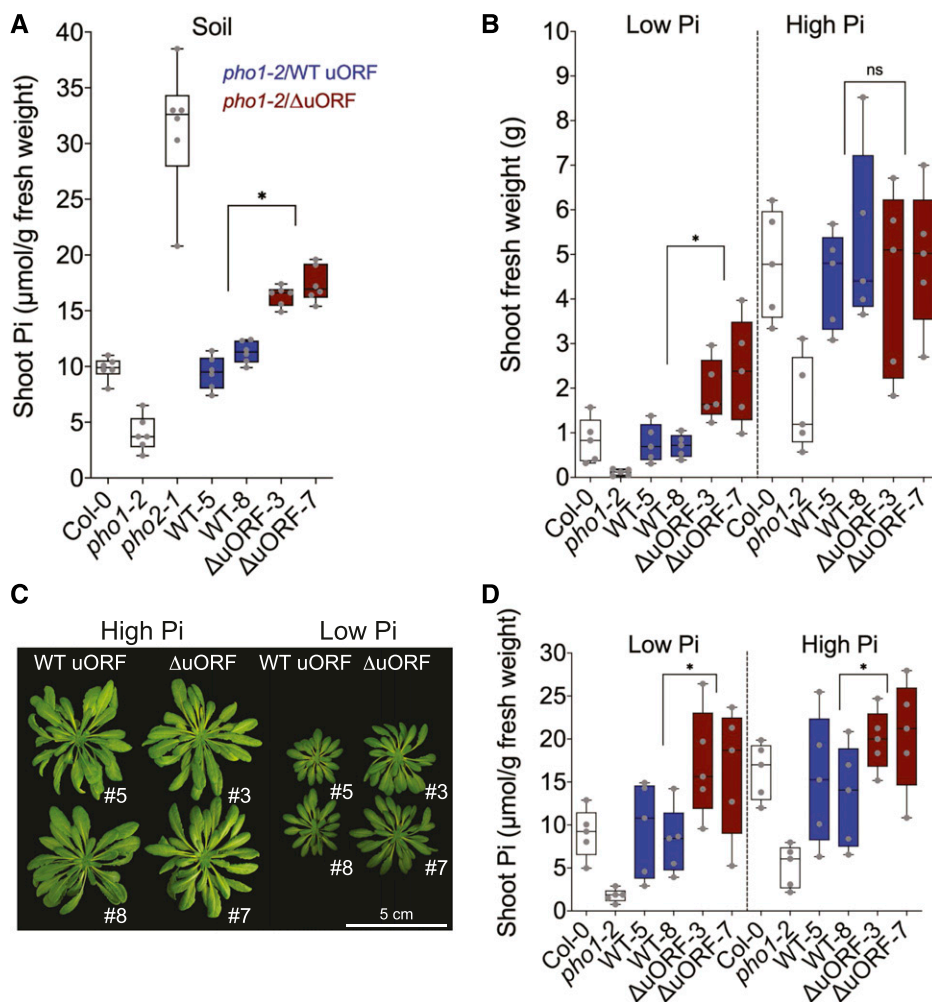 A
Soil
pho1-2/WT uORF
pho1-2/ΔuORF
Shoot Pi (µmol/g fresh weight)
40
35
30
25
20
15
10
5
0
*
Col-0
pho1-2
pho2-1
WT-5
WT-8
ΔuORF-3
ΔuORF-7
B
Low Pi
High Pi
Shoot fresh weight (g)
10
9
8
7
6
5
4
3
2
1
0
*
ns
Col-0
pho1-2
WT-5
WT-8
ΔuORF-3
ΔuORF-7
Col-0
pho1-2
WT-5
WT-8
ΔuORF-3
ΔuORF-7
C
High Pi
Low Pi
WT uORF
ΔuORF
WT uORF
ΔuORF
#5
#3
#5
#3
#8
#7
#8
#7
5 cm
D
Low Pi
High Pi
Shoot Pi (µmol/g fresh weight)
30
25
20
15
10
5
0
*
*
Col-0
pho1-2
WT-5
WT-8
ΔuORF-3
ΔuORF-7
Col-0
pho1-2
WT-5
WT-8
ΔuORF-3
ΔuORF-7